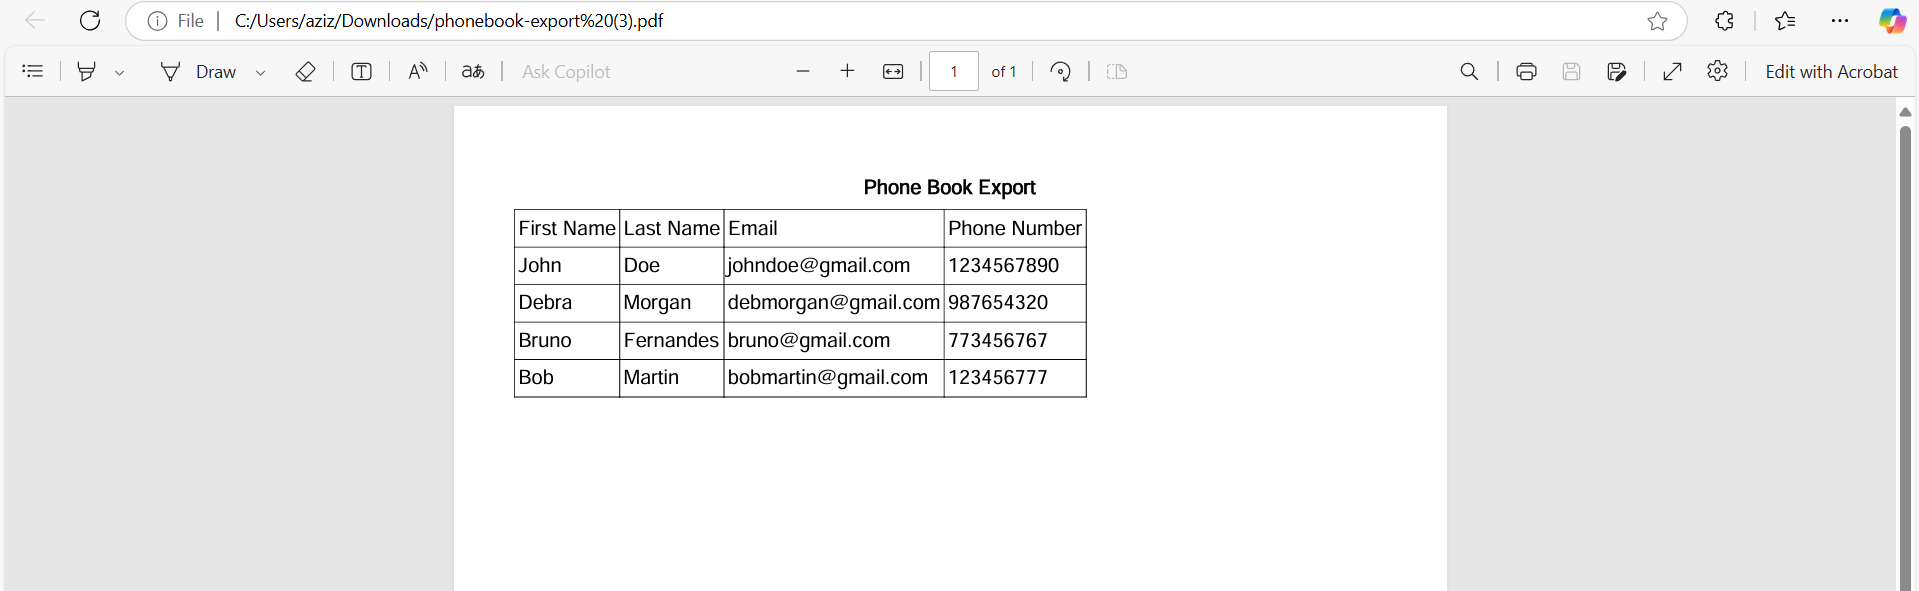 File C:/Users/aziz/Downloads/phonebook-export%20(3).pdf
Draw T A aあ Ask Copilot 1 of 1 Edit with Acrobat
Phone Book Export
First Name Last Name Email Phone Number
John Doe johndoe@gmail.com 1234567890
Debra Morgan debmorgan@gmail.com 987654320
Bruno Fernandes bruno@gmail.com 773456767
Bob Martin bobmartin@gmail.com 123456777